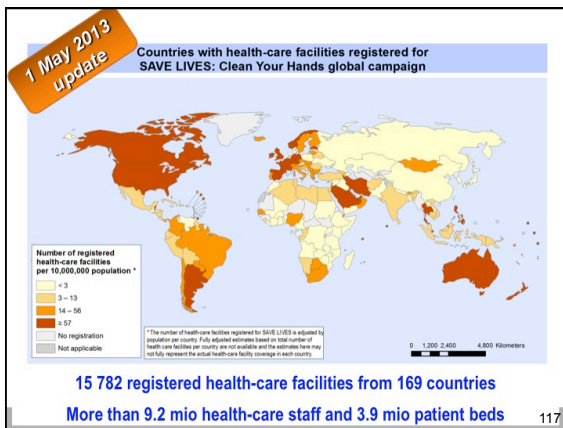 1 May 2013
update
Countries with health-care facilities registered for
SAVE LIVES: Clean Your Hands global campaign
Number of registered
health-care facilities
per 10,000,000 population *
< 3
3 – 13
14 – 56
≥ 57
No registration
Not applicable
* The number of health-care facilities registered for SAVE LIVES is adjusted by
population per country. Fully adjusted estimates based on total number of
health care facilities per country are not available and the estimates here may
not fully represent the actual health-care facility coverage in each country.
0 1,200 2,400 4,800 Kilometers
15 782 registered health-care facilities from 169 countries
More than 9.2 mio health-care staff and 3.9 mio patient beds
117